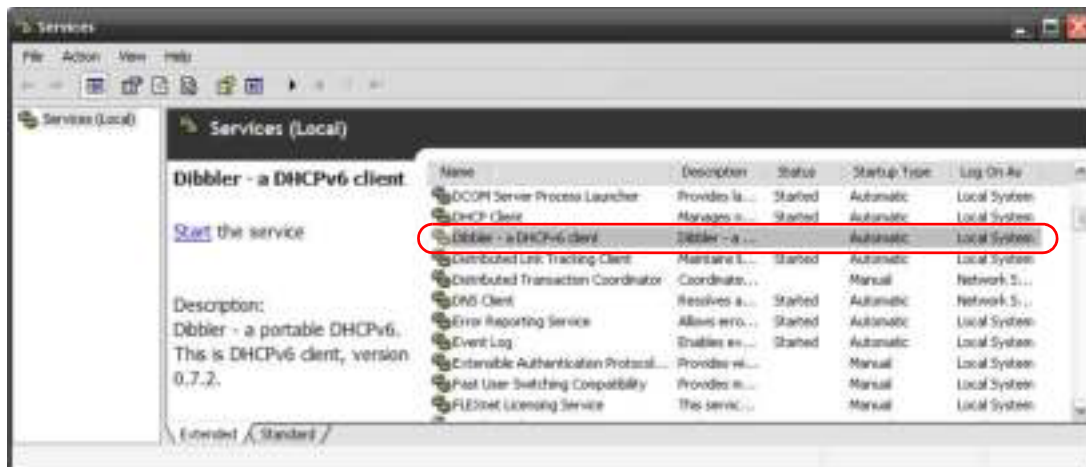 Services
File Action View Help
Services (Local)
Services (Local)
Dibbler - a DHCPv6 client
Start the service
Description:
Dibbler - a portable DHCPv6.
This is DHCPv6 client, version
0.7.2.
Name Description Status Startup Type Log On As
DCOM Server Process Launcher Provides la... Started Automatic Local System
DHCP Client Manages n... Started Automatic Local System
Dibbler - a DHCPv6 client Dibbler - a ... Automatic Local System
Distributed Link Tracking Client Maintains l... Started Automatic Local System
Distributed Transaction Coordinator Coordinate... Manual Network S...
DNS Client Resolves a... Started Automatic Network S...
Error Reporting Service Allows erro... Started Automatic Local System
Event Log Enables ev... Started Automatic Local System
Extensible Authentication Protocol... Provides wi... Manual Local System
Fast User Switching Compatibility Provides m... Manual Local System
FLEXnet Licensing Service This servic... Manual Local System
Extended Standard